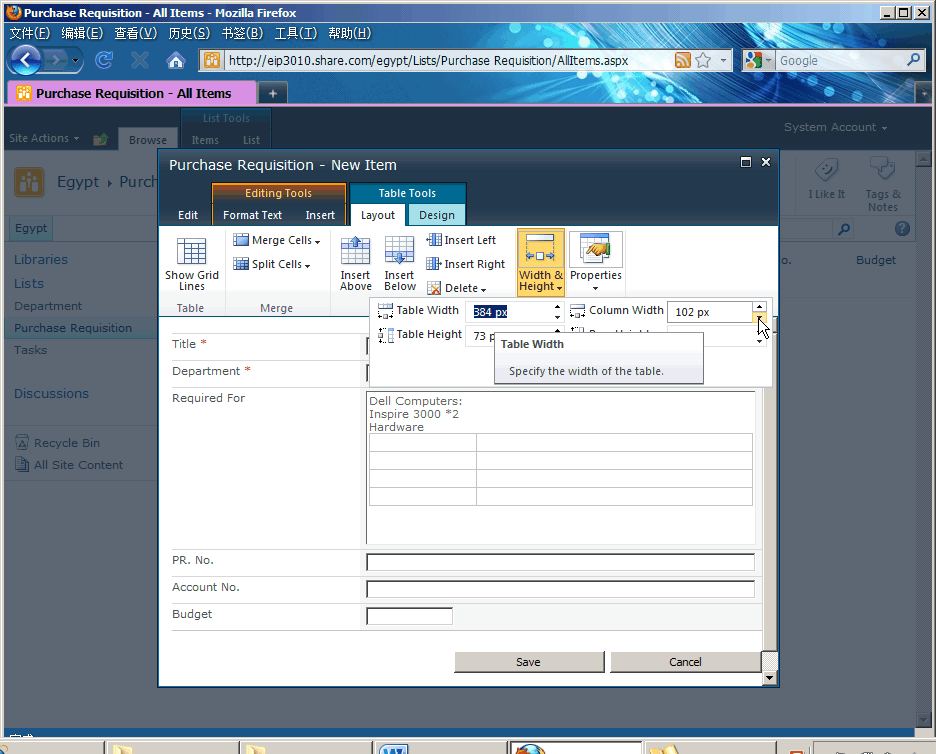 Purchase Requisition - All Items - Mozilla Firefox
文件(F) 编辑(E) 查看(V) 历史(S) 书签(B) 工具(T) 帮助(H)
http://eip3010.share.com/egypt/Lists/Purchase Requisition/AllItems.aspx
Google
Purchase Requisition - All Items
List Tools
Site Actions
Browse
Items
List
System Account
Purchase Requisition - New Item
Egypt
Purch
I Like It
Tags & Notes
Editing Tools
Table Tools
Edit
Format Text
Insert
Layout
Design
Egypt
Show Grid Lines
Table
Merge Cells
Split Cells
Merge
Insert Above
Insert Below
Insert Left
Insert Right
Delete
Width & Height
Properties
Table Width
384 px
Column Width
102 px
Table Height
73 p
Table Width
Specify the width of the table.
Libraries
Lists
Department
Purchase Requisition
Tasks
Discussions
Recycle Bin
All Site Content
o.
Budget
Title *
Department *
Required For
Dell Computers:
Inspire 3000 *2
Hardware
PR. No.
Account No.
Budget
Save
Cancel